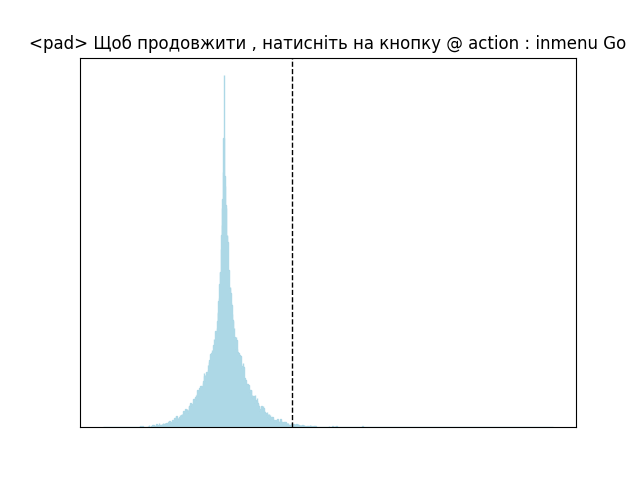 <pad> Щоб продовжити , натисніть на кнопку @ action : inmenu Go